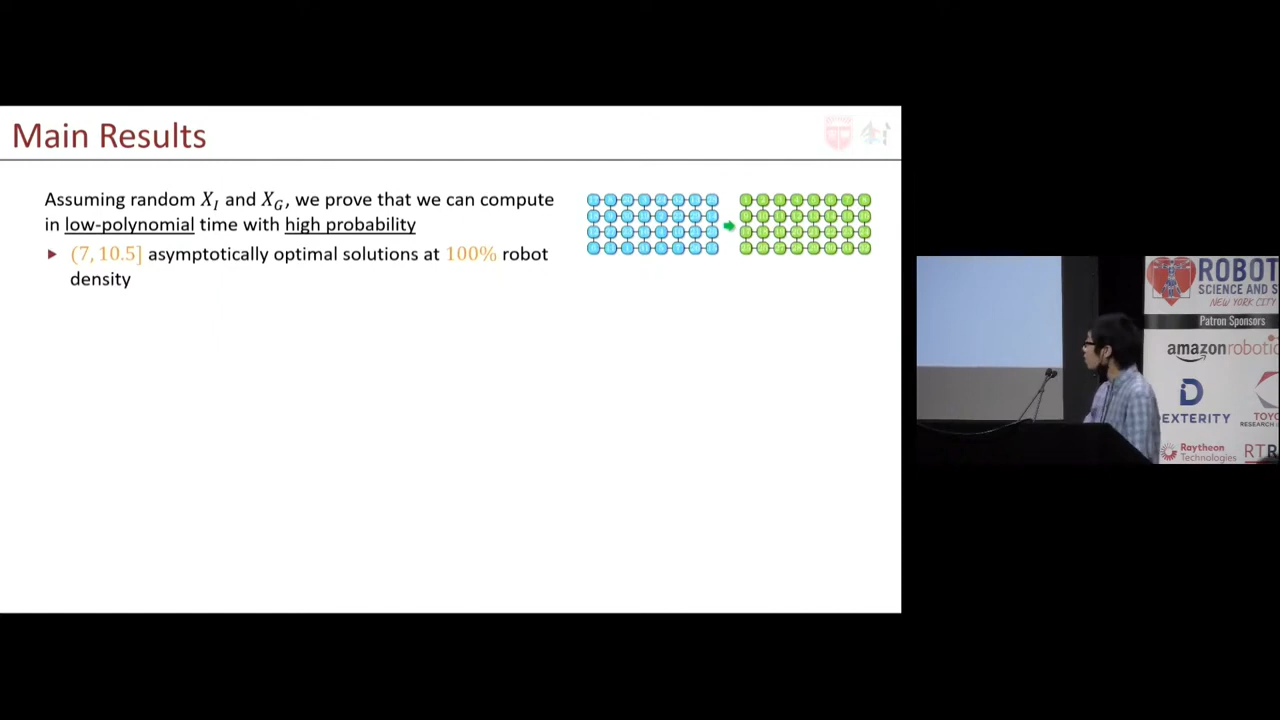 Main Results
Assuming random X_I and X_G, we prove that we can compute
in low-polynomial time with high probability
(7, 10.5] asymptotically optimal solutions at 100% robot
density
ROBOT
SCIENCE AND S
NEW YORK CITY
Patron Sponsors
amazon robotic
DEXTERITY
TOYO
RESEARCH
Raytheon
Technologies
RTR